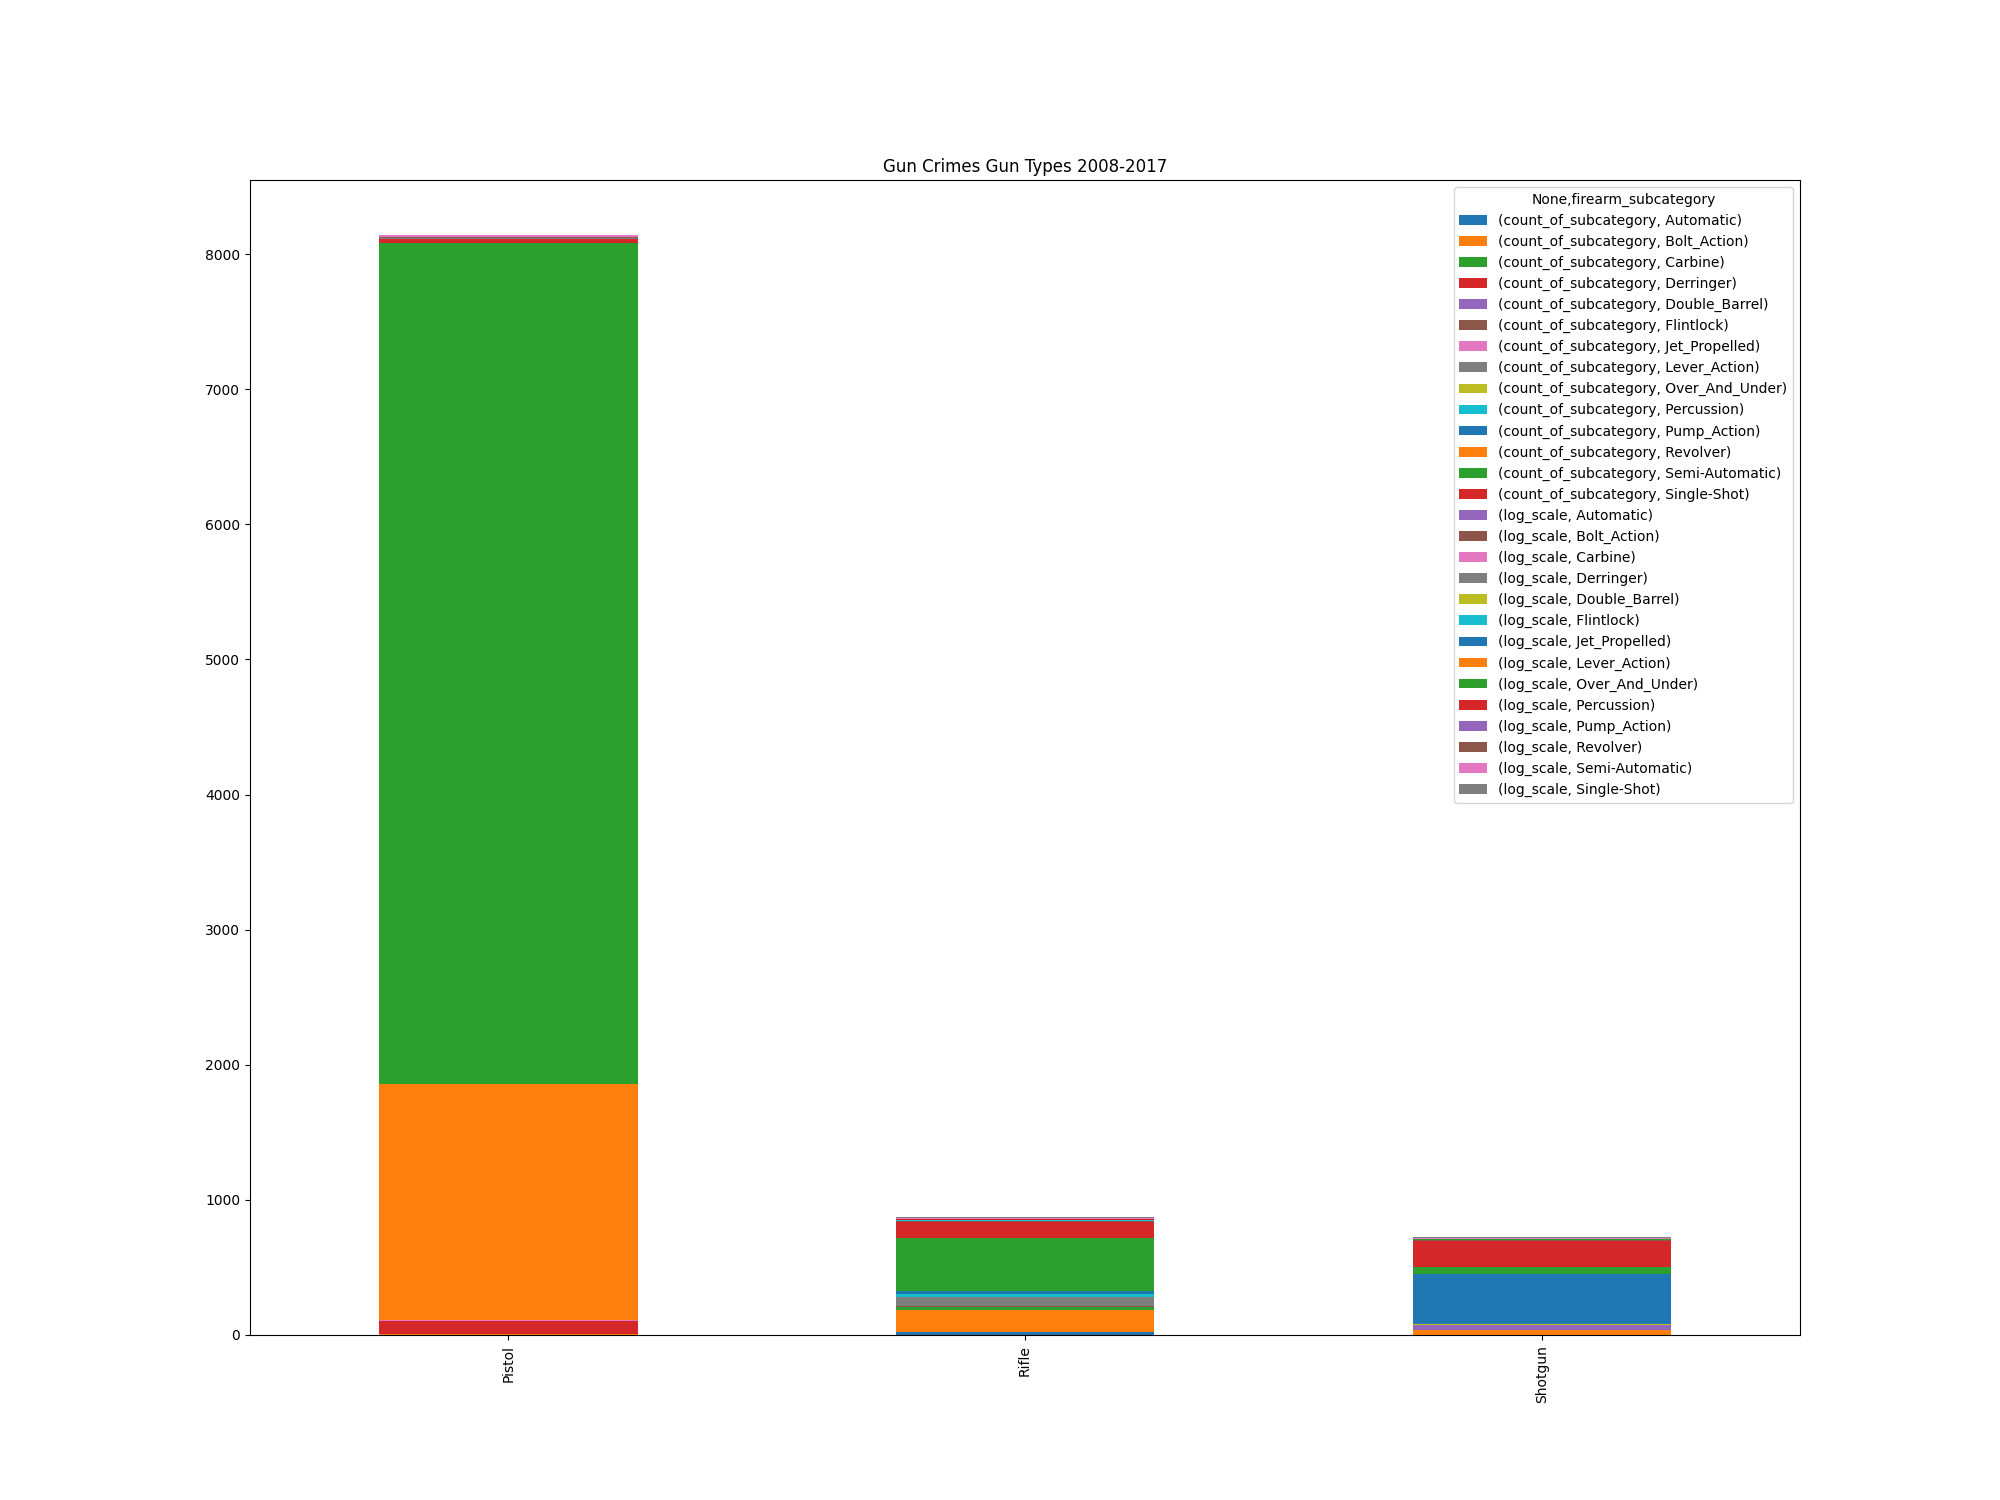 Gun Crimes Gun Types 2008-2017
None,firearm_subcategory
(count_of_subcategory, Automatic)
(count_of_subcategory, Bolt_Action)
(count_of_subcategory, Carbine)
(count_of_subcategory, Derringer)
(count_of_subcategory, Double_Barrel)
(count_of_subcategory, Flintlock)
(count_of_subcategory, Jet_Propelled)
(count_of_subcategory, Lever_Action)
(count_of_subcategory, Over_And_Under)
(count_of_subcategory, Percussion)
(count_of_subcategory, Pump_Action)
(count_of_subcategory, Revolver)
(count_of_subcategory, Semi-Automatic)
(count_of_subcategory, Single-Shot)
(log_scale, Automatic)
(log_scale, Bolt_Action)
(log_scale, Carbine)
(log_scale, Derringer)
(log_scale, Double_Barrel)
(log_scale, Flintlock)
(log_scale, Jet_Propelled)
(log_scale, Lever_Action)
(log_scale, Over_And_Under)
(log_scale, Percussion)
(log_scale, Pump_Action)
(log_scale, Revolver)
(log_scale, Semi-Automatic)
(log_scale, Single-Shot)
8000
7000
6000
5000
4000
3000
2000
1000
0
Pistol
Rifle
Shotgun